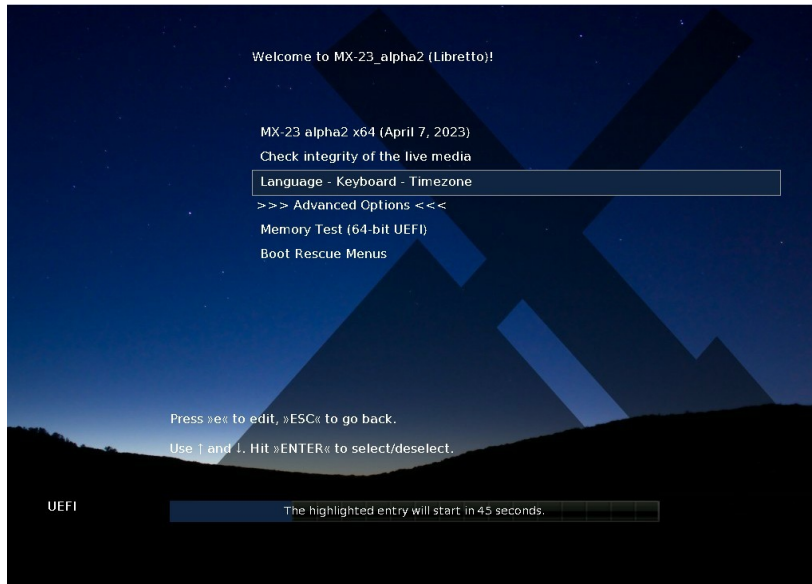 Welcome to MX-23_alpha2 (Libretto)!
MX-23 alpha2 x64 (April 7, 2023)
Check integrity of the live media
Language - Keyboard - Timezone
>>> Advanced Options <<<
Memory Test (64-bit UEFI)
Boot Rescue Menus
Press »e« to edit, »ESC« to go back.
Use ↑ and ↓. Hit »ENTER« to select/deselect.
UEFI
The highlighted entry will start in 45 seconds.